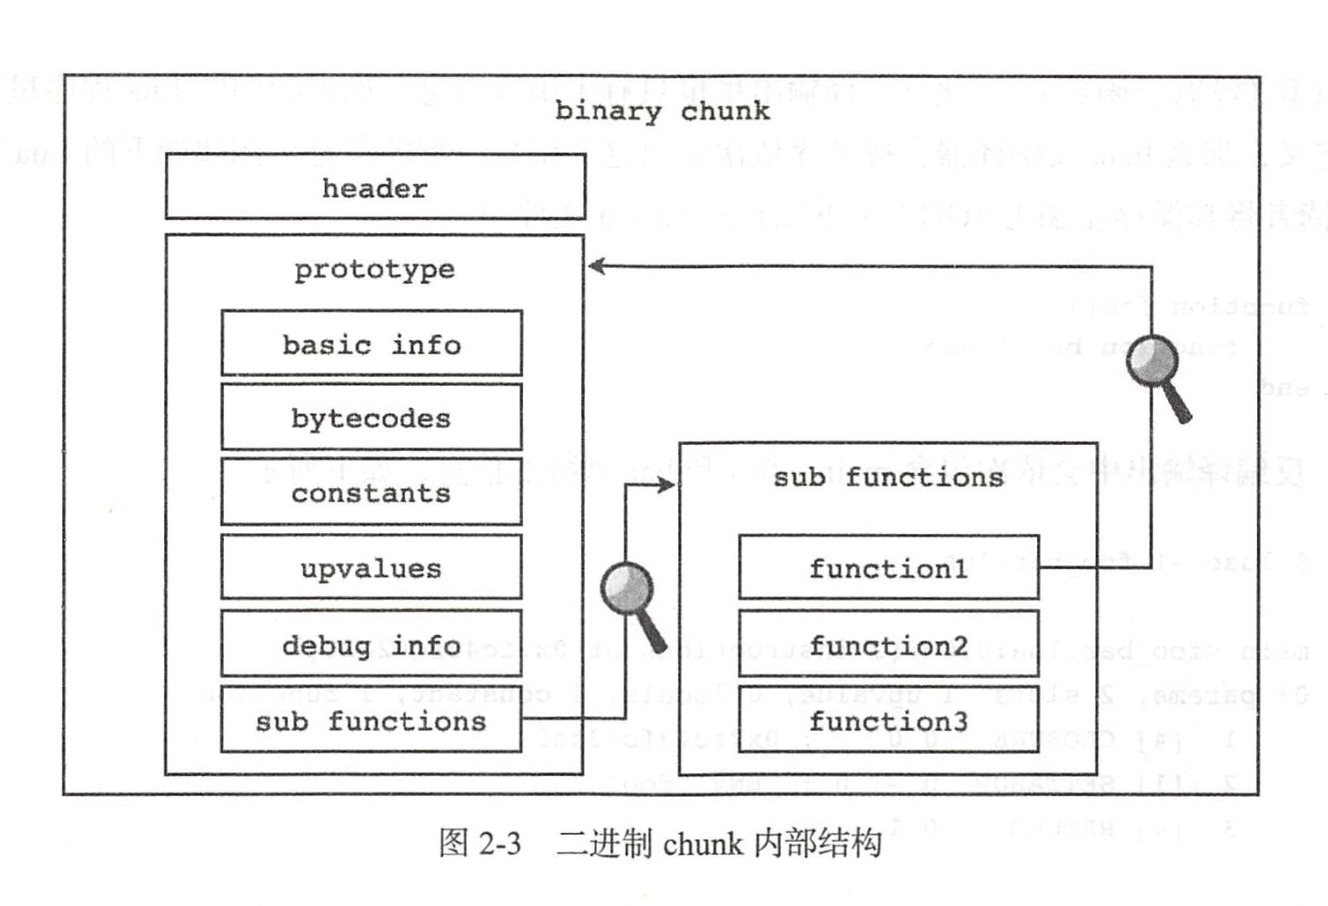 binary chunk
header
prototype
basic info
bytecodes
constants
upvalues
debug info
sub functions
sub functions
function1
function2
function3
图 2-3 二进制 chunk 内部结构